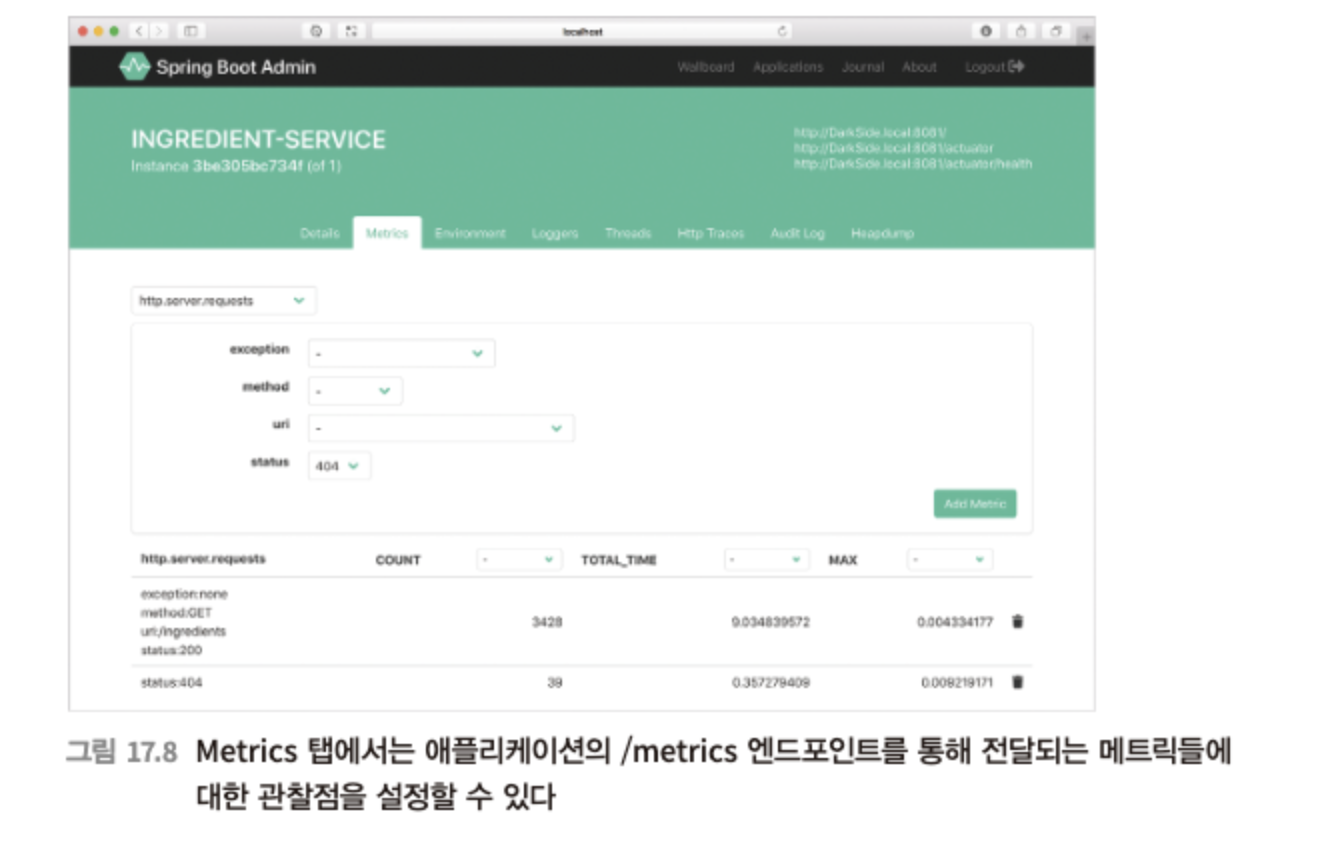 localhost
Spring Boot Admin
Wallboard Applications Journal About Logout
INGREDIENT-SERVICE
Instance 3be305bc734f (of 1)
http://DarkSide.local:8081/
http://DarkSide.local:8081/actuator
http://DarkSide.local:8081/actuator/health
Details Metrics Environment Loggers Threads Http Traces Audit Log Heapdump
http.server.requests
exception -
method -
uri -
status 404
Add Metric
http.server.requests COUNT - TOTAL_TIME - MAX -
exception:none
method:GET
uri:/ingredients
status:200
3428 9.034839572 0.004334177
status:404 39 0.357279409 0.009219171
그림 17.8 Metrics 탭에서는 애플리케이션의 /metrics 엔드포인트를 통해 전달되는 메트릭들에
대한 관찰점을 설정할 수 있다